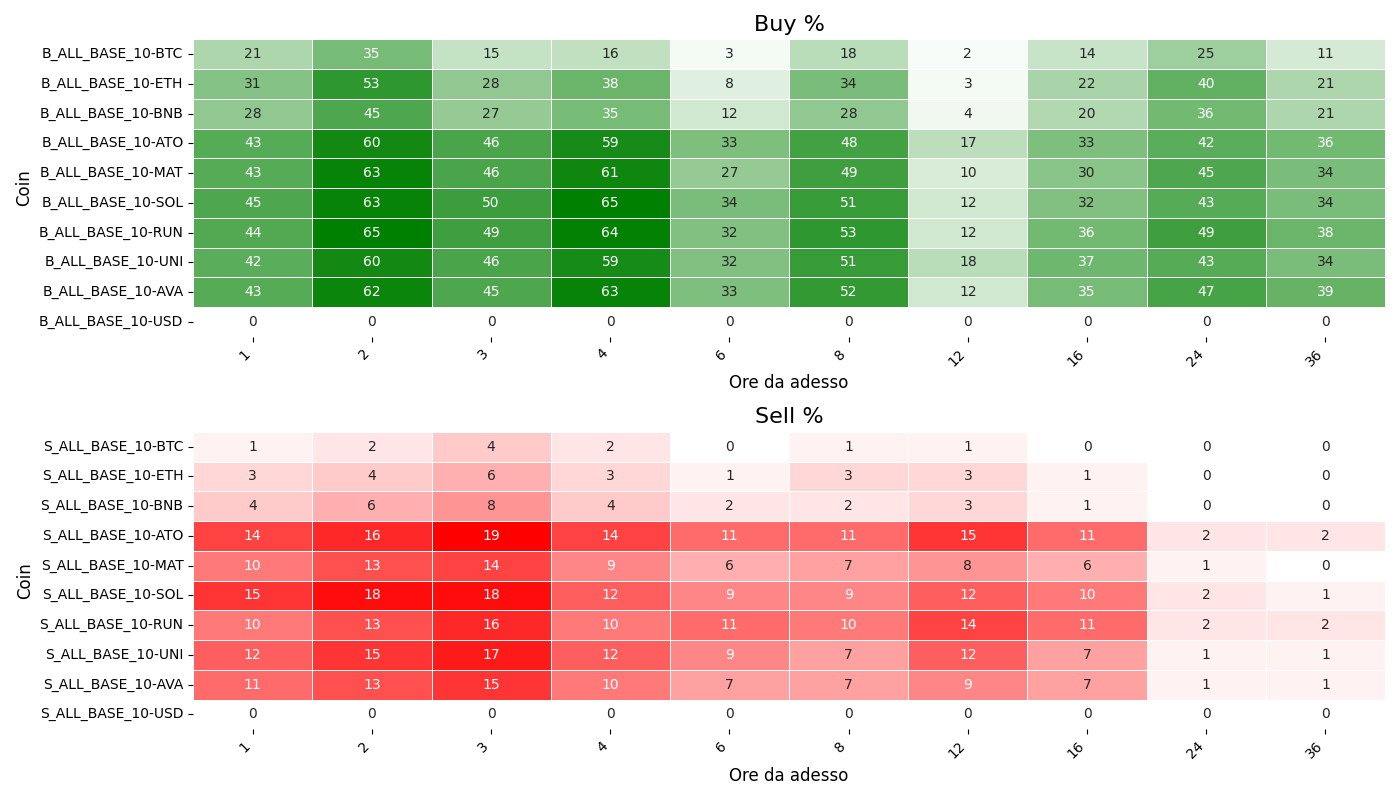 Buy %
Coin
B_ALL_BASE_10-BTC 21 35 15 16 3 18 2 14 25 11
B_ALL_BASE_10-ETH 31 53 28 38 8 34 3 22 40 21
B_ALL_BASE_10-BNB 28 45 27 35 12 28 4 20 36 21
B_ALL_BASE_10-ATO 43 60 46 59 33 48 17 33 42 36
B_ALL_BASE_10-MAT 43 63 46 61 27 49 10 30 45 34
B_ALL_BASE_10-SOL 45 63 50 65 34 51 12 32 43 34
B_ALL_BASE_10-RUN 44 65 49 64 32 53 12 36 49 38
B_ALL_BASE_10-UNI 42 60 46 59 32 51 18 37 43 34
B_ALL_BASE_10-AVA 43 62 45 63 33 52 12 35 47 39
B_ALL_BASE_10-USD 0 0 0 0 0 0 0 0 0 0
1 2 3 4 6 8 12 16 24 36
Ore da adesso
Sell %
Coin
S_ALL_BASE_10-BTC 1 2 4 2 0 1 1 0 0 0
S_ALL_BASE_10-ETH 3 4 6 3 1 3 3 1 0 0
S_ALL_BASE_10-BNB 4 6 8 4 2 2 3 1 0 0
S_ALL_BASE_10-ATO 14 16 19 14 11 11 15 11 2 2
S_ALL_BASE_10-MAT 10 13 14 9 6 7 8 6 1 0
S_ALL_BASE_10-SOL 15 18 18 12 9 9 12 10 2 1
S_ALL_BASE_10-RUN 10 13 16 10 11 10 14 11 2 2
S_ALL_BASE_10-UNI 12 15 17 12 9 7 12 7 1 1
S_ALL_BASE_10-AVA 11 13 15 10 7 7 9 7 1 1
S_ALL_BASE_10-USD 0 0 0 0 0 0 0 0 0 0
1 2 3 4 6 8 12 16 24 36
Ore da adesso